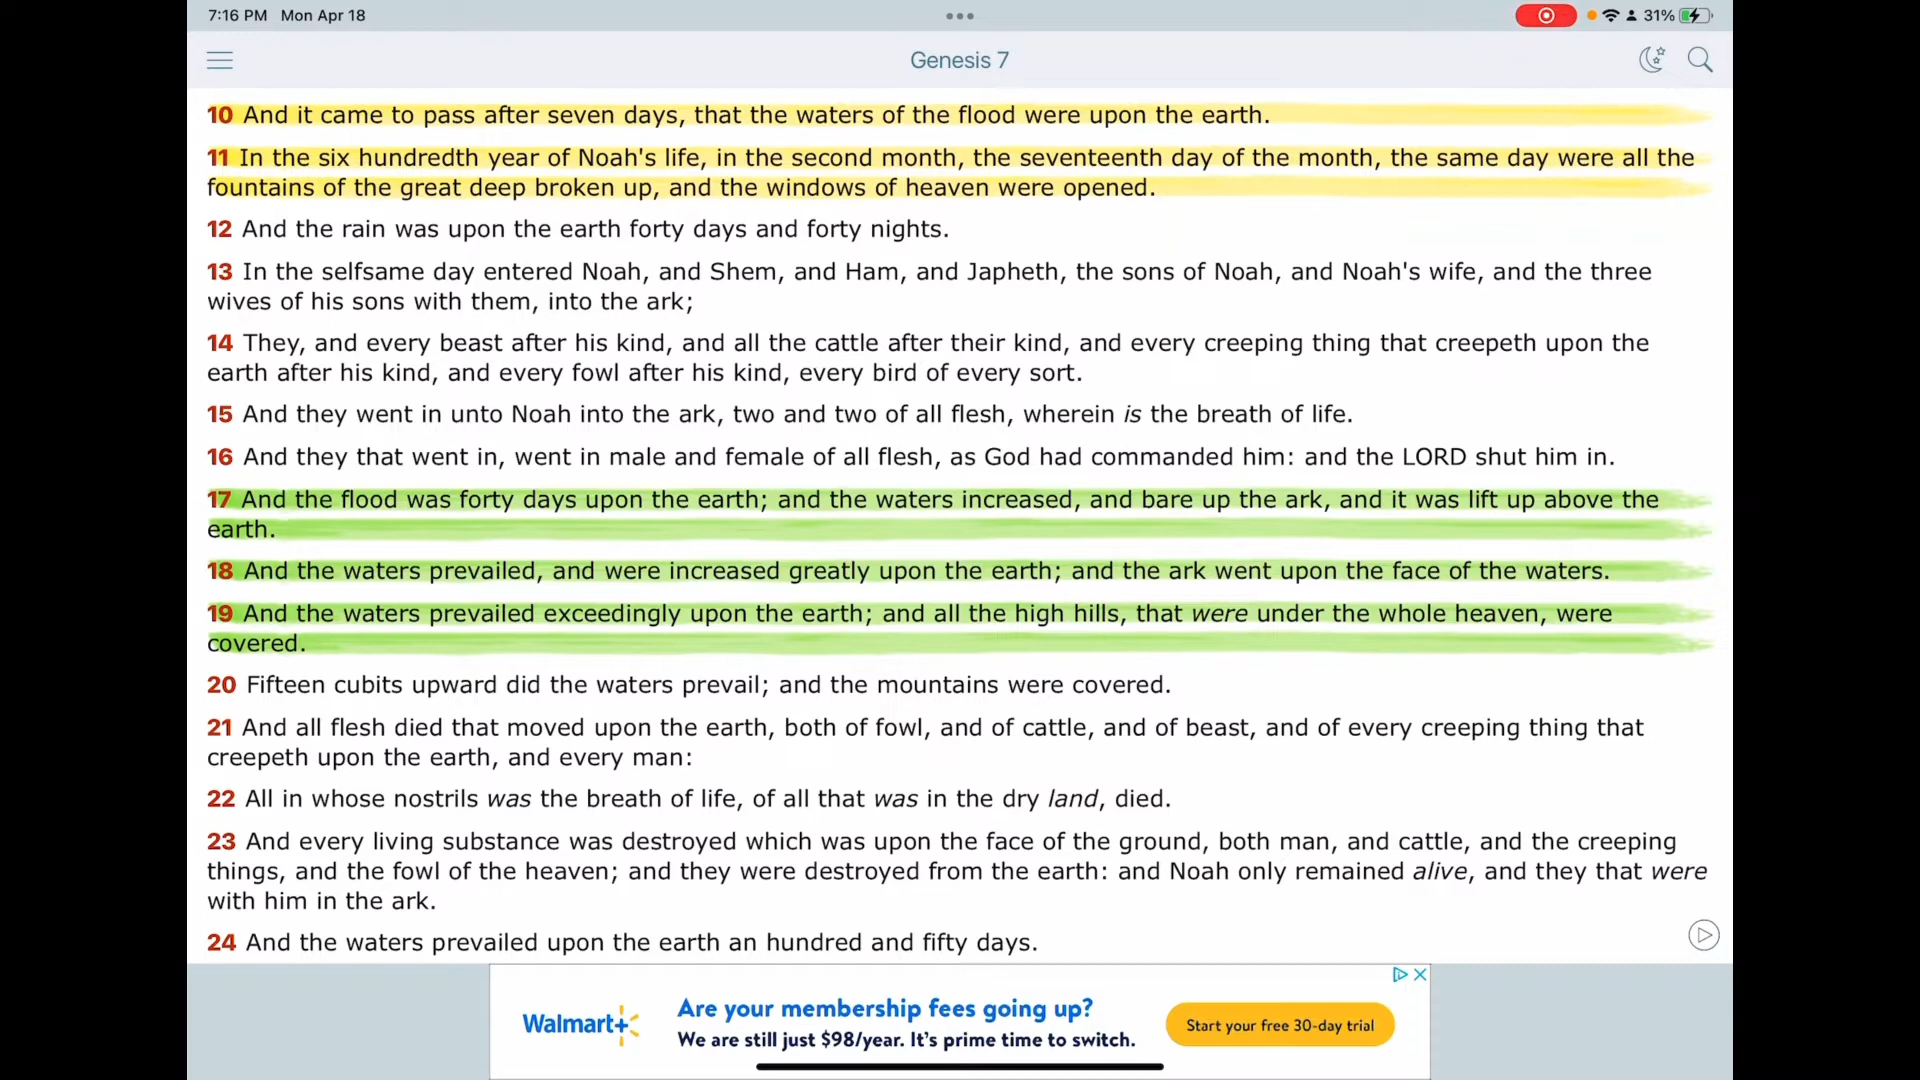 7:16 PM Mon Apr 18
31%
Genesis 7
10 And it came to pass after seven days, that the waters of the flood were upon the earth.
11 In the six hundredth year of Noah's life, in the second month, the seventeenth day of the month, the same day were all the
fountains of the great deep broken up, and the windows of heaven were opened.
12 And the rain was upon the earth forty days and forty nights.
13 In the selfsame day entered Noah, and Shem, and Ham, and Japheth, the sons of Noah, and Noah's wife, and the three
wives of his sons with them, into the ark;
14 They, and every beast after his kind, and all the cattle after their kind, and every creeping thing that creepeth upon the
earth after his kind, and every fowl after his kind, every bird of every sort.
15 And they went in unto Noah into the ark, two and two of all flesh, wherein is the breath of life.
16 And they that went in, went in male and female of all flesh, as God had commanded him: and the LORD shut him in.
17 And the flood was forty days upon the earth; and the waters increased, and bare up the ark, and it was lift up above the
earth.
18 And the waters prevailed, and were increased greatly upon the earth; and the ark went upon the face of the waters.
19 And the waters prevailed exceedingly upon the earth; and all the high hills, that were under the whole heaven, were
covered.
20 Fifteen cubits upward did the waters prevail; and the mountains were covered.
21 And all flesh died that moved upon the earth, both of fowl, and of cattle, and of beast, and of every creeping thing that
creepeth upon the earth, and every man:
22 All in whose nostrils was the breath of life, of all that was in the dry land, died.
23 And every living substance was destroyed which was upon the face of the ground, both man, and cattle, and the creeping
things, and the fowl of the heaven; and they were destroyed from the earth: and Noah only remained alive, and they that were
with him in the ark.
24 And the waters prevailed upon the earth an hundred and fifty days.
Walmart+
Are your membership fees going up?
We are still just $98/year. It's prime time to switch.
Start your free 30-day trial